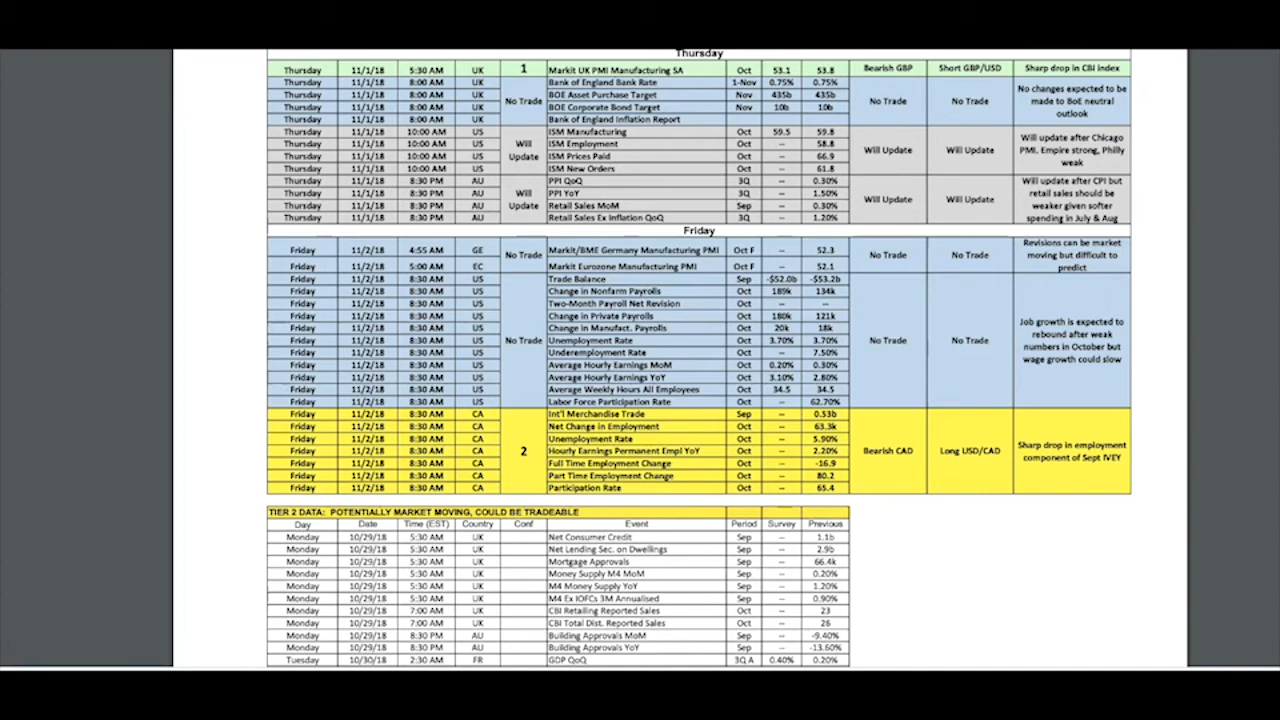 Thursday
Thursday 11/1/18 5:30 AM UK 1 Markit UK PMI Manufacturing SA Oct 53.1 53.8 Bearish GBP Short GBP/USD Sharp drop in CBI index
Thursday 11/1/18 8:00 AM UK No Trade Bank of England Bank Rate 1-Nov 0.75% 0.75% No Trade No Trade No changes expected to be made to BoE neutral outlook
Thursday 11/1/18 8:00 AM UK BOE Asset Purchase Target Nov 435b 435b
Thursday 11/1/18 8:00 AM UK BOE Corporate Bond Target Nov 10b 10b
Thursday 11/1/18 8:00 AM UK Bank of England Inflation Report
Thursday 11/1/18 10:00 AM US Will Update ISM Manufacturing Oct 59.5 59.8 Will Update Will Update Will update after Chicago PMI. Empire strong, Philly weak
Thursday 11/1/18 10:00 AM US ISM Employment Oct -- 58.8
Thursday 11/1/18 10:00 AM US ISM Prices Paid Oct -- 66.9
Thursday 11/1/18 10:00 AM US ISM New Orders Oct -- 61.8
Thursday 11/1/18 8:30 PM AU Will Update PPI QoQ 3Q -- 0.30% Will Update Will Update Will update after CPI but retail sales should be weaker given softer spending in July & Aug
Thursday 11/1/18 8:30 PM AU PPI YoY 3Q -- 1.50%
Thursday 11/1/18 8:30 PM AU Retail Sales MoM Sep -- 0.30%
Thursday 11/1/18 8:30 PM AU Retail Sales Ex Inflation QoQ 3Q -- 1.20%
Friday
Friday 11/2/18 4:55 AM GE No Trade Markit/BME Germany Manufacturing PMI Oct F -- 52.3 No Trade No Trade Revisions can be market moving but difficult to predict
Friday 11/2/18 5:00 AM EC Markit Eurozone Manufacturing PMI Oct F -- 52.1
Friday 11/2/18 8:30 AM US No Trade Trade Balance Sep -$52.0b -$53.2b No Trade No Trade Job growth is expected to rebound after weak numbers in October but wage growth could slow
Friday 11/2/18 8:30 AM US Change in Nonfarm Payrolls Oct 189k 134k
Friday 11/2/18 8:30 AM US Two-Month Payroll Net Revision Oct -- --
Friday 11/2/18 8:30 AM US Change in Private Payrolls Oct 180k 121k
Friday 11/2/18 8:30 AM US Change in Manufact. Payrolls Oct 20k 18k
Friday 11/2/18 8:30 AM US Unemployment Rate Oct 3.70% 3.70%
Friday 11/2/18 8:30 AM US Underemployment Rate Oct -- 7.50%
Friday 11/2/18 8:30 AM US Average Hourly Earnings MoM Oct 0.20% 0.30%
Friday 11/2/18 8:30 AM US Average Hourly Earnings YoY Oct 3.10% 2.80%
Friday 11/2/18 8:30 AM US Average Weekly Hours All Employees Oct 34.5 34.5
Friday 11/2/18 8:30 AM US Labor Force Participation Rate Oct -- 62.70%
Friday 11/2/18 8:30 AM CA 2 Int'l Merchandise Trade Sep -- 0.53b Bearish CAD Long USD/CAD Sharp drop in employment component of Sept IVEY
Friday 11/2/18 8:30 AM CA Net Change in Employment Oct -- 63.3k
Friday 11/2/18 8:30 AM CA Unemployment Rate Oct -- 5.90%
Friday 11/2/18 8:30 AM CA Hourly Earnings Permanent Empl YoY Oct -- 2.20%
Friday 11/2/18 8:30 AM CA Full Time Employment Change Oct -- -16.9
Friday 11/2/18 8:30 AM CA Part Time Employment Change Oct -- 80.2
Friday 11/2/18 8:30 AM CA Participation Rate Oct -- 65.4
TIER 2 DATA: POTENTIALLY MARKET MOVING, COULD BE TRADEABLE
Day Date Time (EST) Country Conf Event Period Survey Previous
Monday 10/29/18 5:30 AM UK Net Consumer Credit Sep -- 1.1b
Monday 10/29/18 5:30 AM UK Net Lending Sec. on Dwellings Sep -- 2.9b
Monday 10/29/18 5:30 AM UK Mortgage Approvals Sep -- 66.4k
Monday 10/29/18 5:30 AM UK Money Supply M4 MoM Sep -- 0.20%
Monday 10/29/18 5:30 AM UK M4 Money Supply YoY Sep -- 1.20%
Monday 10/29/18 5:30 AM UK M4 Ex IOFCs 3M Annualised Sep -- 0.90%
Monday 10/29/18 7:00 AM UK CBI Retailing Reported Sales Oct -- 23
Monday 10/29/18 7:00 AM UK CBI Total Dist. Reported Sales Oct -- 26
Monday 10/29/18 8:30 PM AU Building Approvals MoM Sep -- -9.40%
Monday 10/29/18 8:30 PM AU Building Approvals YoY Sep -- -13.60%
Tuesday 10/30/18 2:30 AM FR GDP QoQ 3Q A 0.40% 0.20%